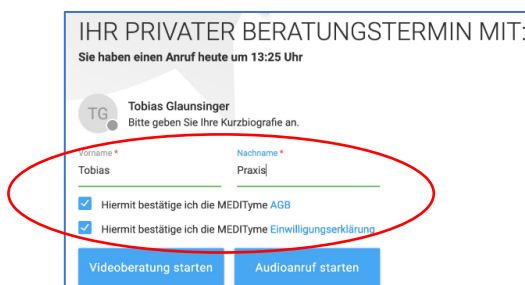 IHR PRIVATER BERATUNGSTERMIN MIT:
Sie haben einen Anruf heute um 13:25 Uhr
TG
Tobias Glaunsinger
Bitte geben Sie Ihre Kurzbiografie an.
Vorname * Nachname *
Tobias Praxis
Hiermit bestätige ich die MEDITyme AGB
Hiermit bestätige ich die MEDITyme Einwilligungserklärung
Videoberatung starten Audioanruf starten